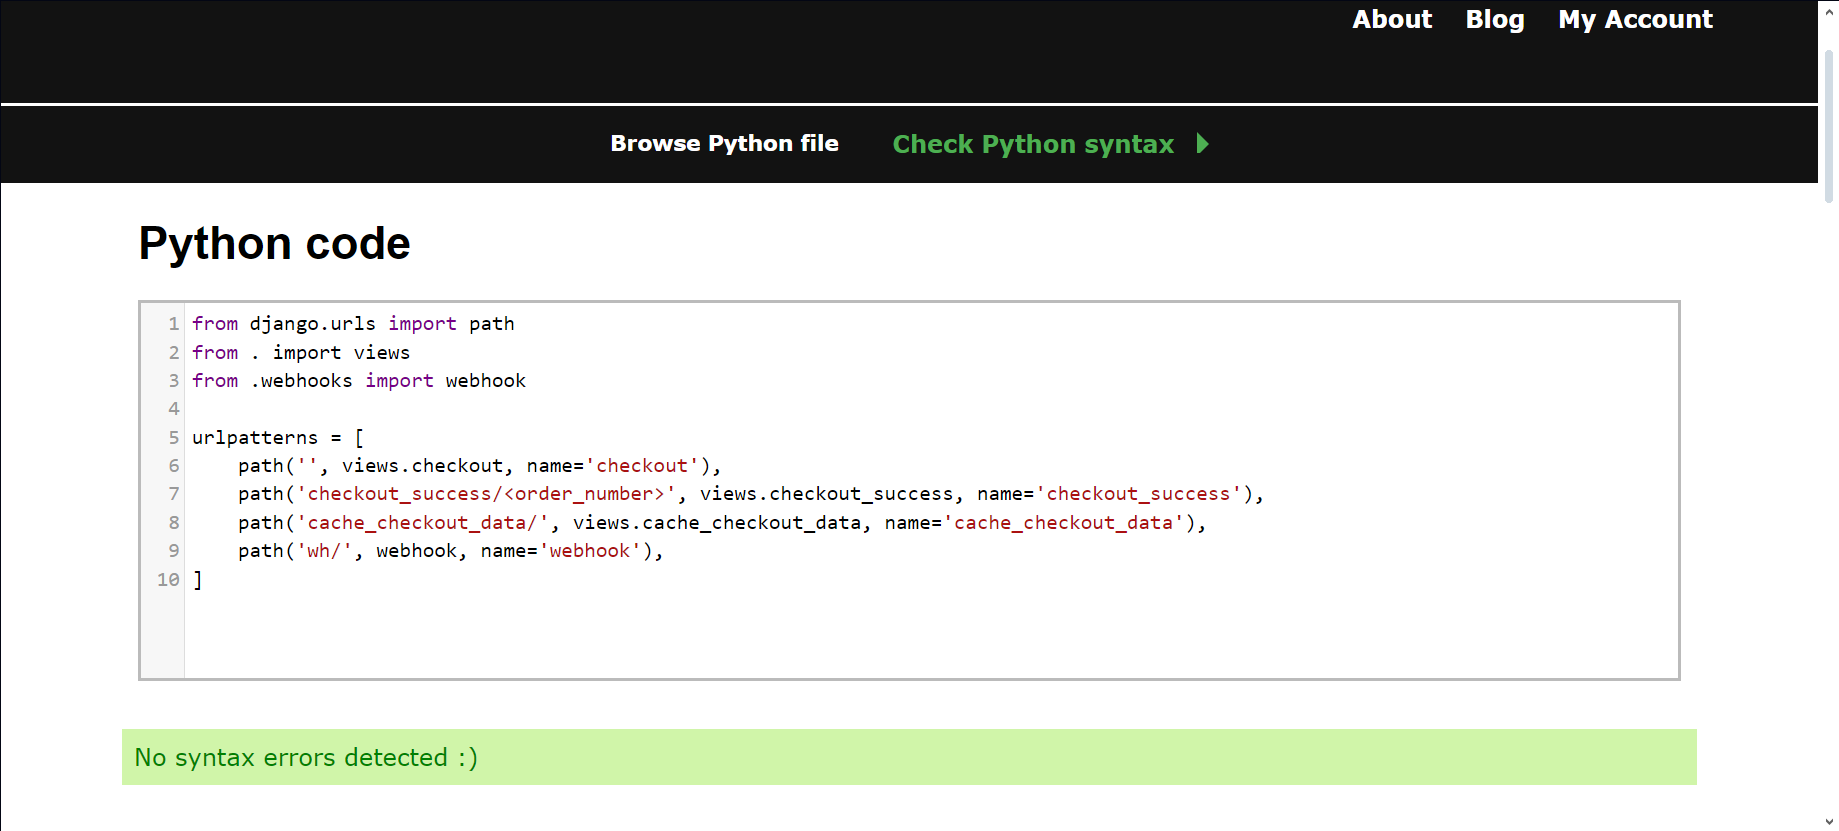 About Blog My Account
Browse Python file Check Python syntax
Python code
1 from django.urls import path
2 from . import views
3 from .webhooks import webhook
4
5 urlpatterns = [
6     path('', views.checkout, name='checkout'),
7     path('checkout_success/<order_number>', views.checkout_success, name='checkout_success'),
8     path('cache_checkout_data/', views.cache_checkout_data, name='cache_checkout_data'),
9     path('wh/', webhook, name='webhook'),
10 ]
No syntax errors detected :)